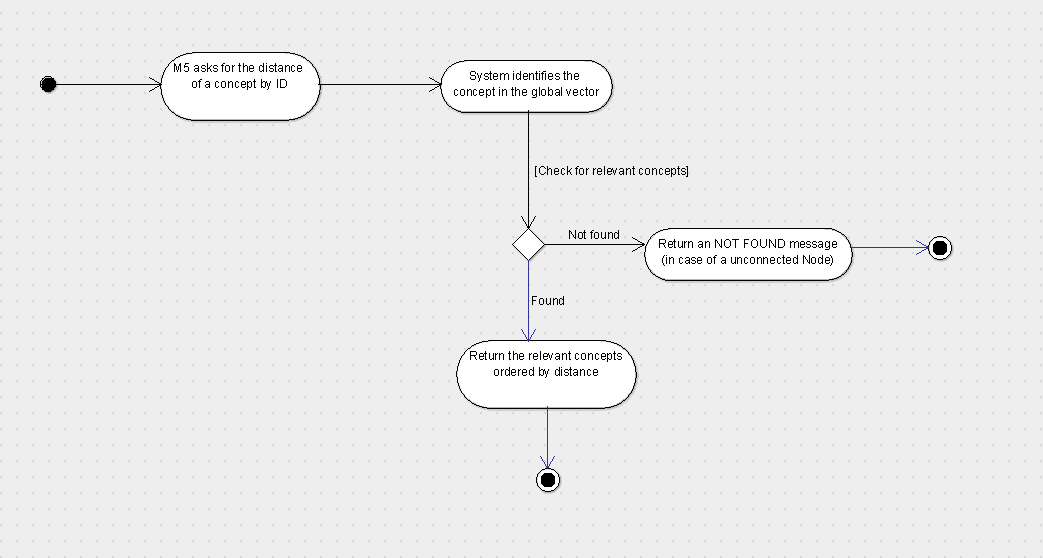 M5 asks for the distance
of a concept by ID
System identifies the
concept in the global vector
[Check for relevant concepts]
Not found
Return an NOT FOUND message
(in case of a unconnected Node)
Found
Return the relevant concepts
ordered by distance